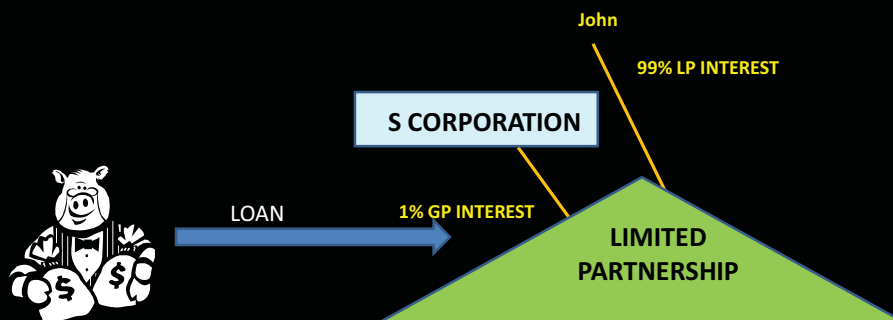 John
99% LP INTEREST
S CORPORATION
LOAN
1% GP INTEREST
LIMITED
PARTNERSHIP
$
$